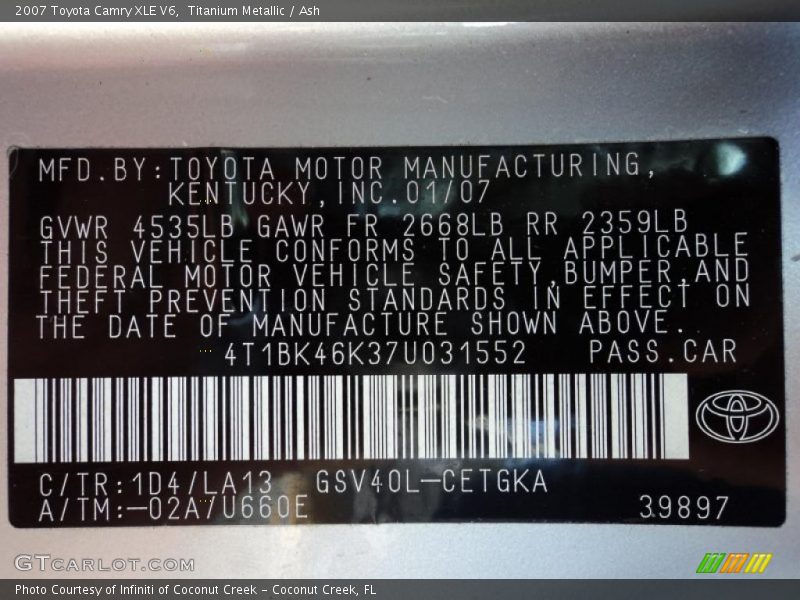 2007 Toyota Camry XLE V6,  Titanium Metallic / Ash
MFD.BY:TOYOTA MOTOR MANUFACTURING,
KENTUCKY,INC.01/07
GVWR 4535LB GAWR FR 2668LB RR 2359LB
THIS VEHICLE CONFORMS TO ALL APPLICABLE
FEDERAL MOTOR VEHICLE SAFETY,BUMPER,AND
THEFT PREVENTION STANDARDS IN EFFECT ON
THE DATE OF MANUFACTURE SHOWN ABOVE.
4T1BK46K37U031552 PASS.CAR
C/TR:1D4/LA13 GSV40L-CETGKA
A/TM:-02A/U660E 39897
GTCARLOT.COM
Photo Courtesy of Infiniti of Coconut Creek - Coconut Creek, FL